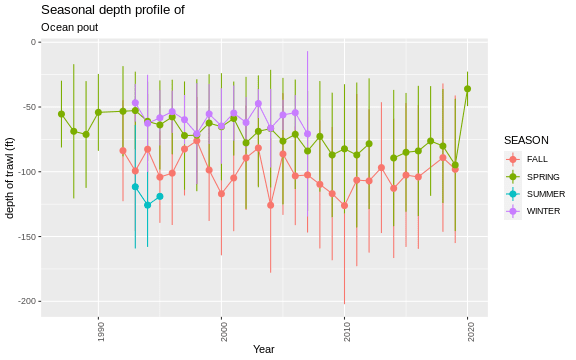 Seasonal depth profile of
Ocean pout
depth of trawl (ft)
0
-50
-100
-150
-200
1990
2000
2010
2020
Year
SEASON
FALL
SPRING
SUMMER
WINTER